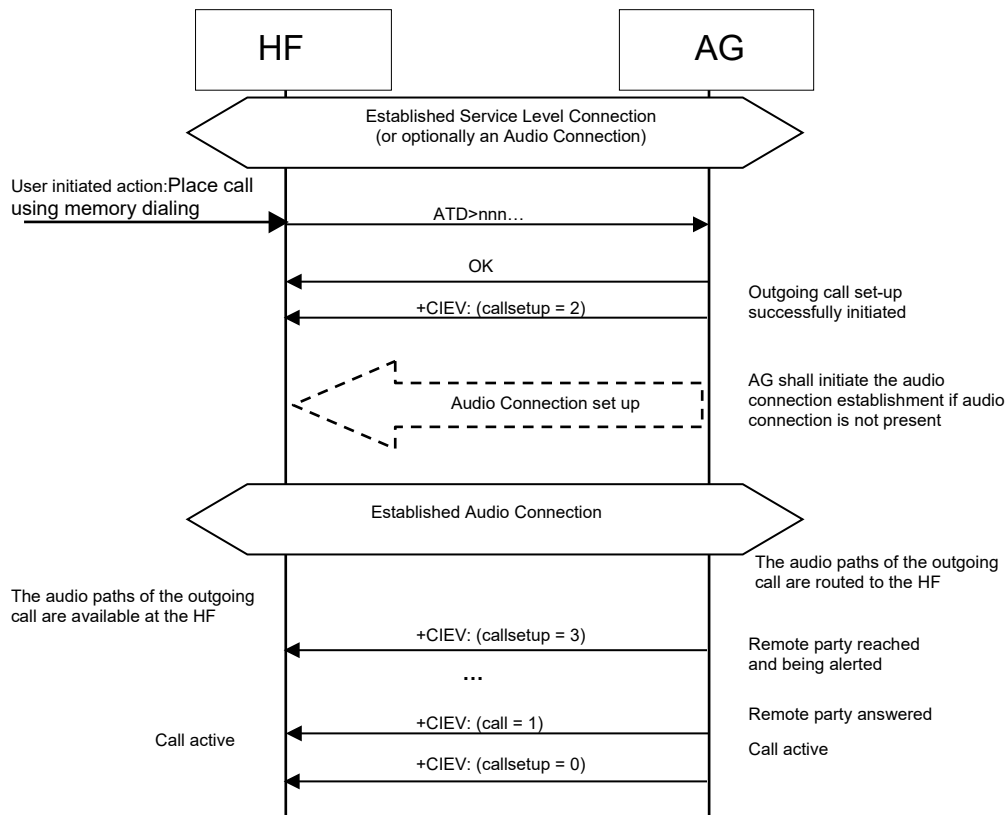 HF
AG
Established Service Level Connection
(or optionally an Audio Connection)
User initiated action:Place call
using memory dialing
ATD>nnn…
OK
+CIEV: (callsetup = 2)
Outgoing call set-up
successfully initiated
Audio Connection set up
AG shall initiate the audio
connection establishment if audio
connection is not present
Established Audio Connection
The audio paths of the outgoing
call are routed to the HF
The audio paths of the outgoing
call are available at the HF
+CIEV: (callsetup = 3)
Remote party reached
and being alerted
…
+CIEV: (call = 1)
Remote party answered
Call active
Call active
+CIEV: (callsetup = 0)